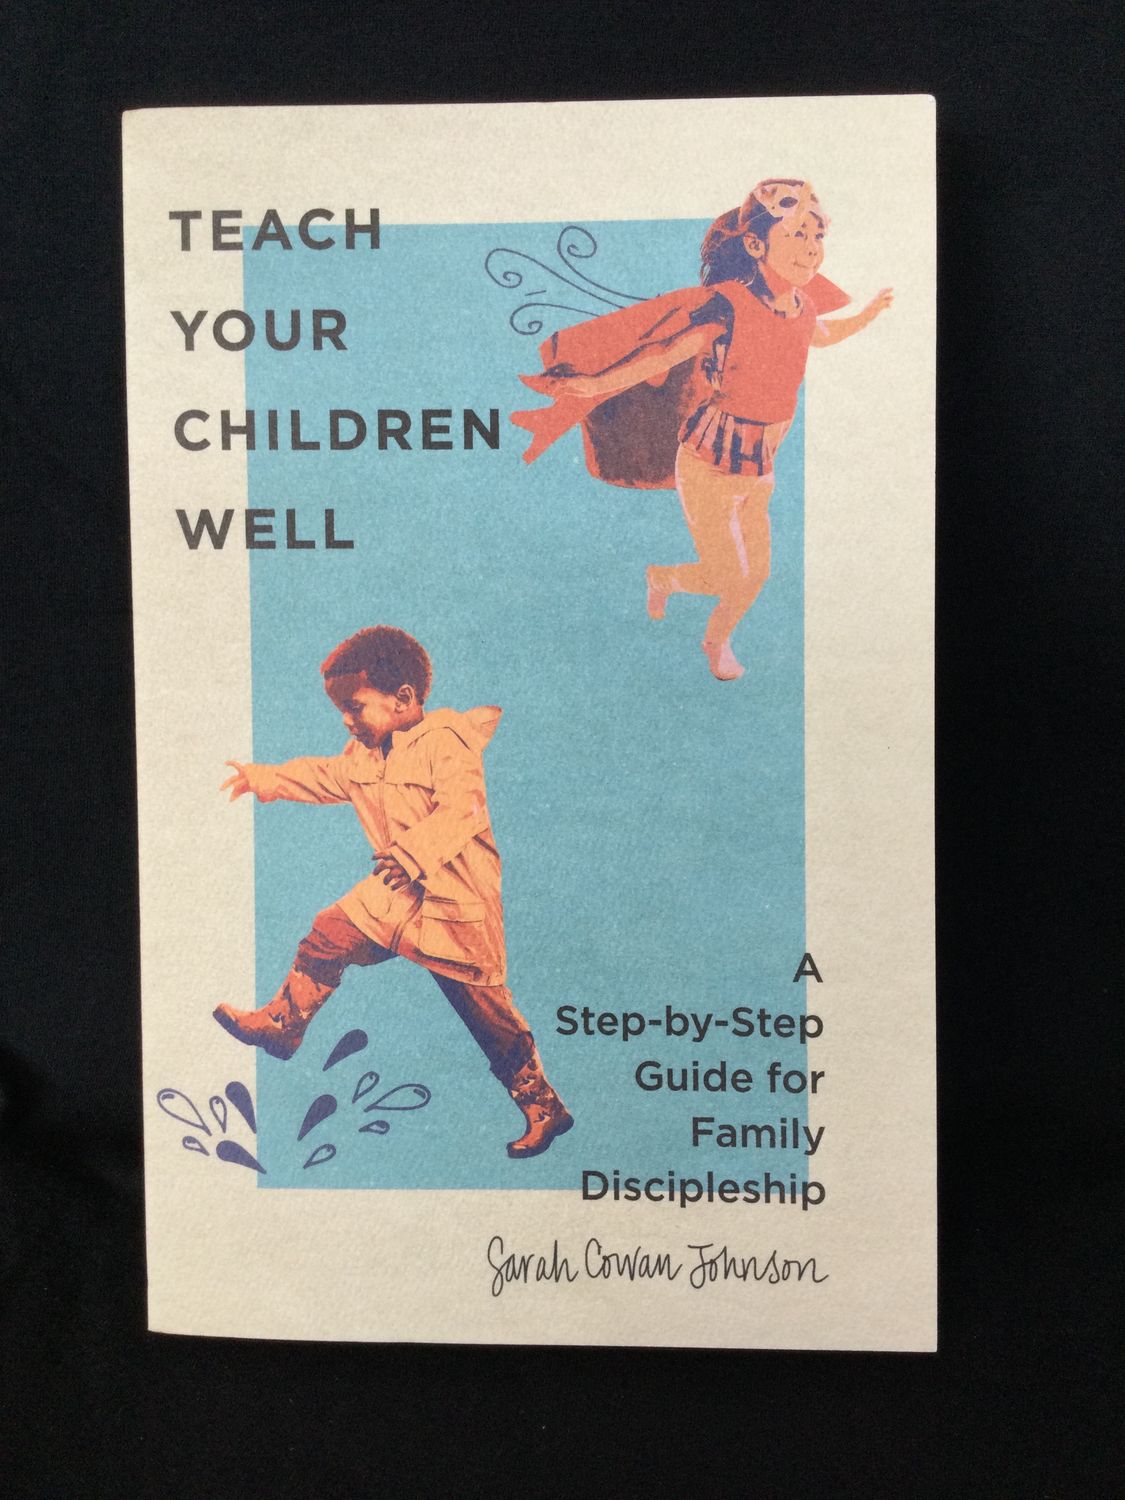 TEACH
YOUR
CHILDREN
WELL
A
Step-by-Step
Guide for
Family
Discipleship
Sarah Cowan Johnson